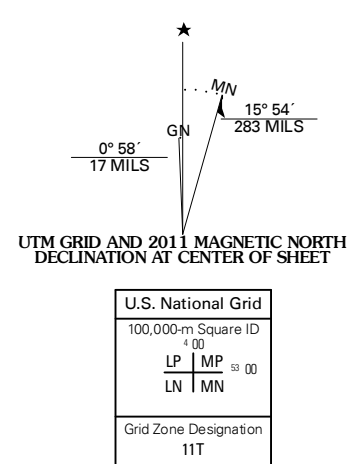 MN
15° 54´
283 MILS
GN
0° 58´
17 MILS
UTM GRID AND 2011 MAGNETIC NORTH
DECLINATION AT CENTER OF SHEET
U.S. National Grid
100,000-m Square ID
4 00
LP MP 53 00
LN MN
Grid Zone Designation
11T